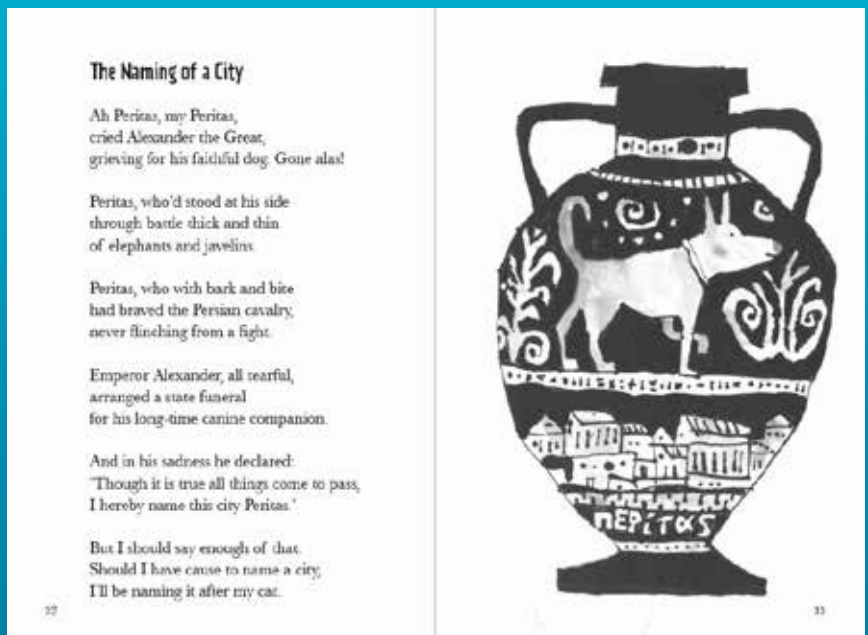 The Naming of a City
Ah Peritas, my Peritas,
cried Alexander the Great,
grieving for his faithful dog. Gone alas!
Peritas, who'd stood at his side
through battle thick and thin
of elephants and javelins.
Peritas, who with bark and bite
had braved the Persian cavalry,
never flinching from a fight.
Emperor Alexander, all tearful,
arranged a state funeral
for his long-time canine companion.
And in his sadness he declared:
'Though it is true all things come to pass,
I hereby name this city Peritas.'
But I should say enough of that.
Should I have cause to name a city,
I'll be naming it after my cat.
32
ΠΕΡίΤαS
33